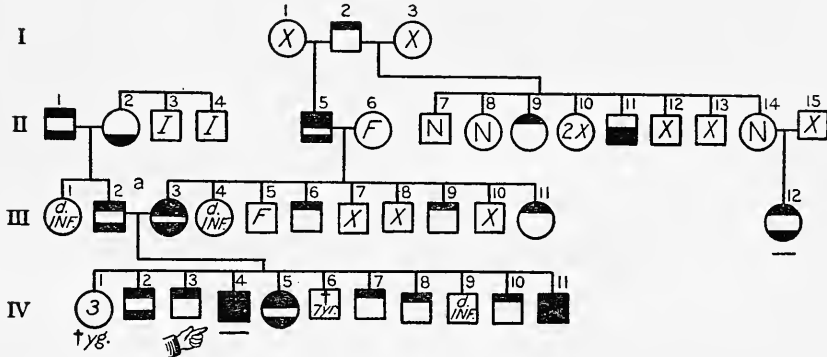 1 2 3
I X X
1 2 3 4 5 6 7 8 9 10 11 12 13 14 15
II I I F N N 2X X X N X
a
1 2 3 4 5 6 7 8 9 10 11 12
III d. INF. d. INF. F X X X
1 2 3 4 5 6 7 8 9 10 11
IV 3 † 7yr. d. INF.
† yg.